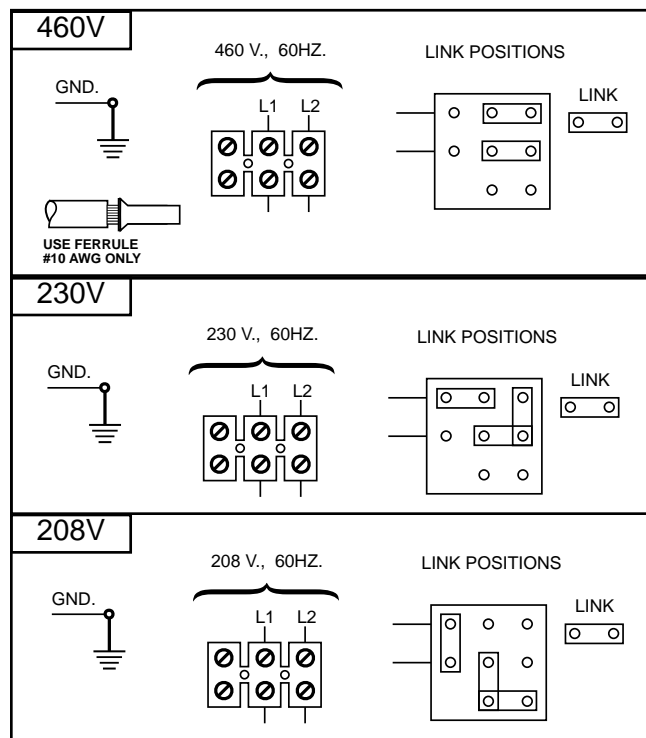 460V
460 V., 60HZ.
LINK POSITIONS
GND.
L1 L2
LINK
USE FERRULE
#10 AWG ONLY
230V
230 V., 60HZ.
LINK POSITIONS
GND.
L1 L2
LINK
208V
208 V., 60HZ.
LINK POSITIONS
GND.
L1 L2
LINK